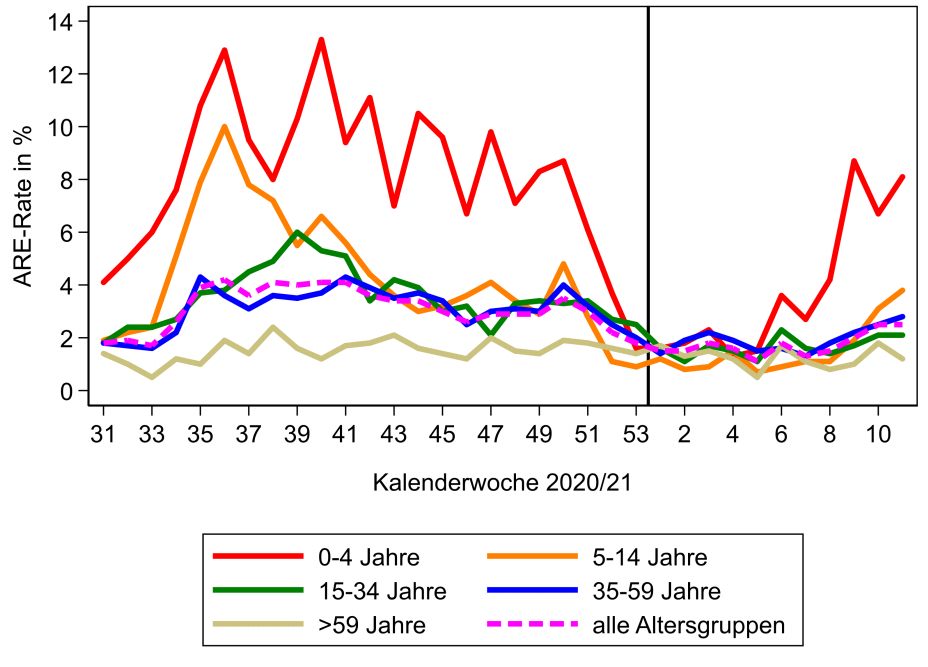 14
12
10
8
6
4
2
0
ARE-Rate in %
31 33 35 37 39 41 43 45 47 49 51 53 2 4 6 8 10
Kalenderwoche 2020/21
0-4 Jahre 5-14 Jahre
15-34 Jahre 35-59 Jahre
>59 Jahre alle Altersgruppen